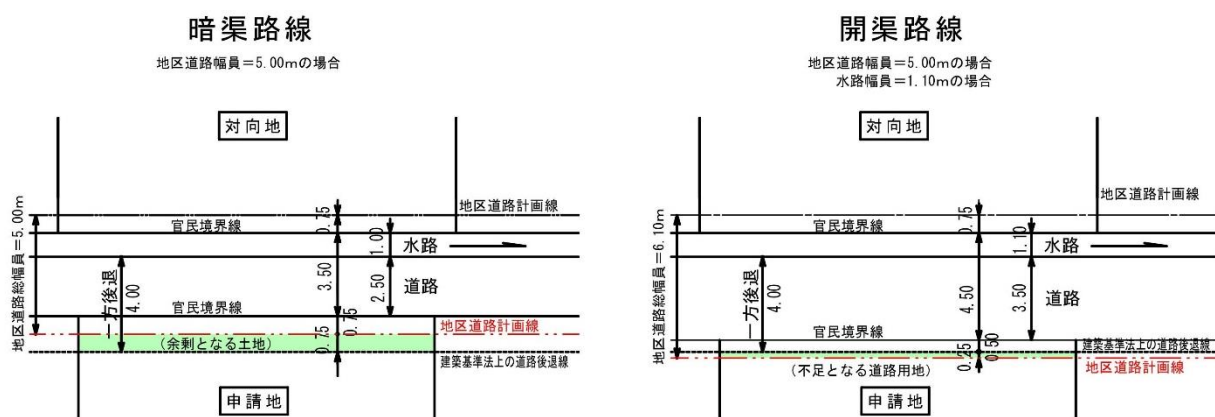 暗渠路線
地区道路幅員=5.00mの場合
対向地
地区道路計画線
官民境界線
0.75
1.00
水路
地区道路総幅員=5.00m
一方後退
4.00
3.50
2.50
道路
官民境界線
0.75
地区道路計画線
(余剰となる土地)
0.75
建築基準法上の道路後退線
申請地
開渠路線
地区道路幅員=5.00mの場合
水路幅員=1.10mの場合
対向地
地区道路計画線
官民境界線
0.75
1.10
水路
地区道路総幅員=6.10m
一方後退
4.00
4.50
3.50
道路
官民境界線
0.50
建築基準法上の道路後退線
0.25
地区道路計画線
(不足となる道路用地)
申請地